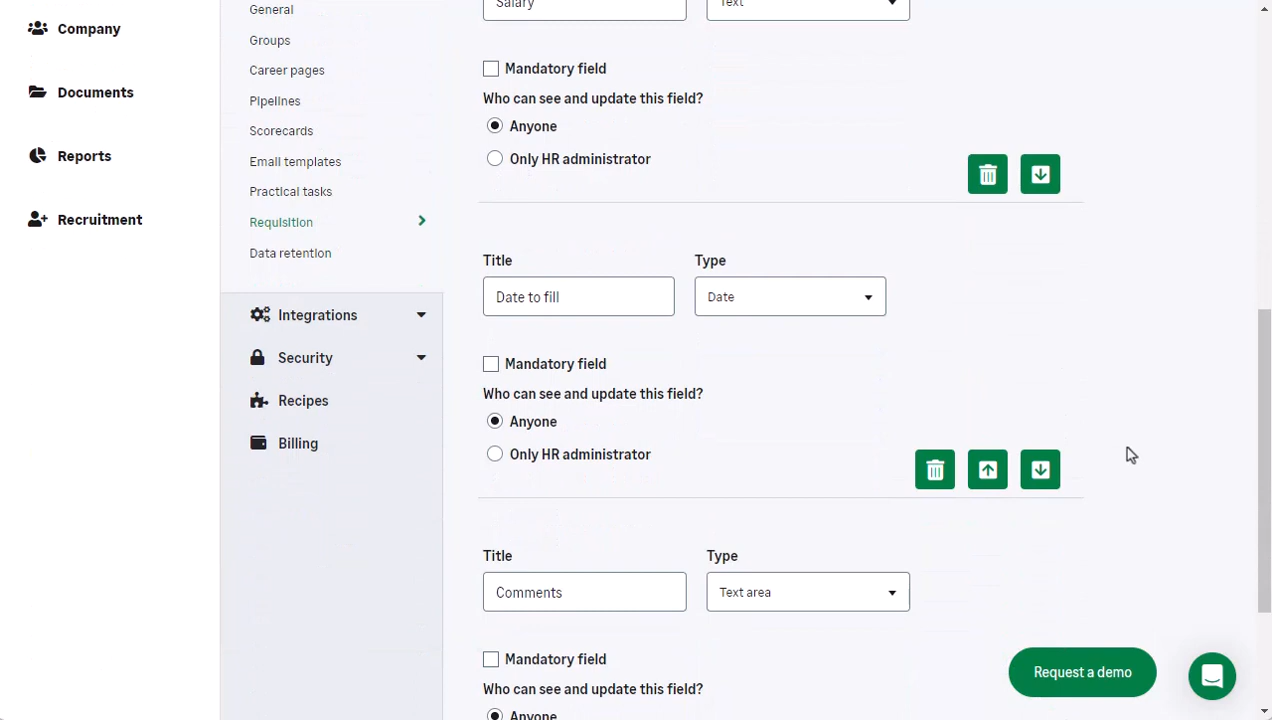 Company
Documents
Reports
Recruitment
General
Groups
Career pages
Pipelines
Scorecards
Email templates
Practical tasks
Requisition
Data retention
Integrations
Security
Recipes
Billing
Salary
Text
Mandatory field
Who can see and update this field?
Anyone
Only HR administrator
Title Type
Date to fill Date
Mandatory field
Who can see and update this field?
Anyone
Only HR administrator
Title Type
Comments Text area
Mandatory field
Who can see and update this field?
Anyone
Request a demo